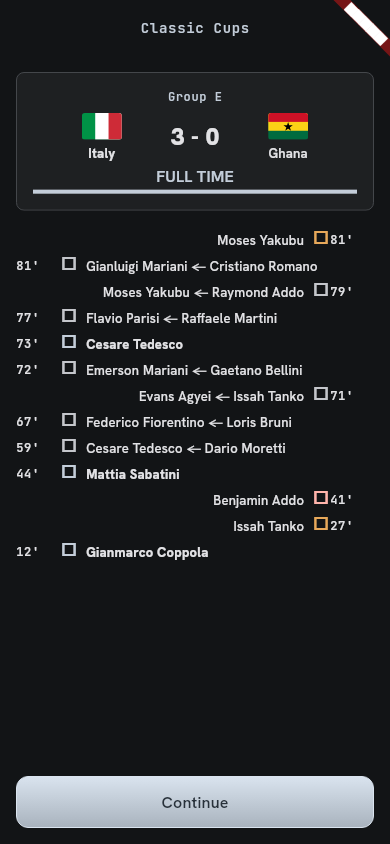 Classic Cups
Group E
Italy
3 - 0
Ghana
FULL TIME
Moses Yakubu 81'
81' Gianluigi Mariani ← Cristiano Romano
Moses Yakubu ← Raymond Addo 79'
77' Flavio Parisi ← Raffaele Martini
73' Cesare Tedesco
72' Emerson Mariani ← Gaetano Bellini
Evans Agyei ← Issah Tanko 71'
67' Federico Fiorentino ← Loris Bruni
59' Cesare Tedesco ← Dario Moretti
44' Mattia Sabatini
Benjamin Addo 41'
Issah Tanko 27'
12' Gianmarco Coppola
Continue